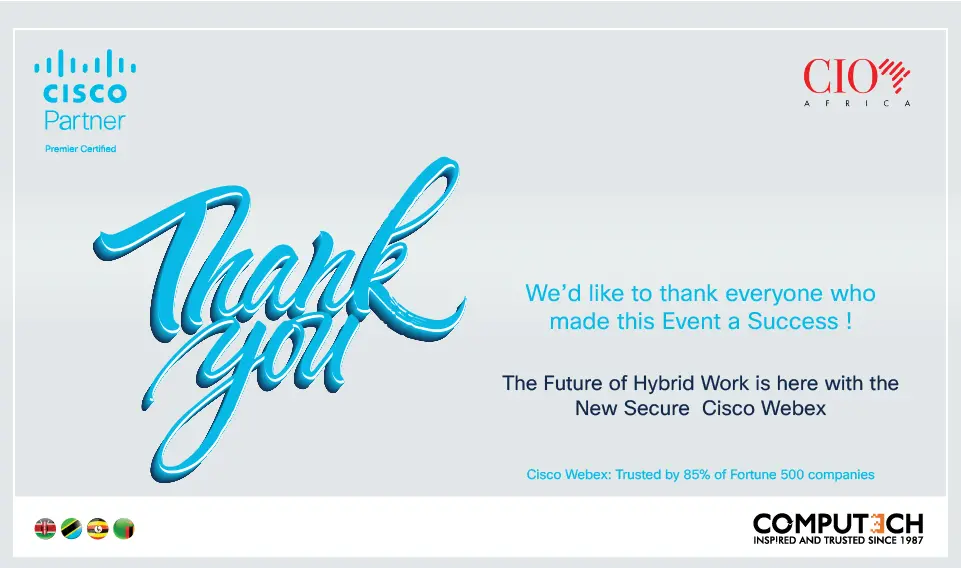 CISCO
Partner
Premier Certified
CIO
AFRICA
Thank
you
We’d like to thank everyone who
made this Event a Success !
The Future of Hybrid Work is here with the
New Secure  Cisco Webex
Cisco Webex: Trusted by 85% of Fortune 500 companies
COMPUTECH
INSPIRED AND TRUSTED SINCE 1987